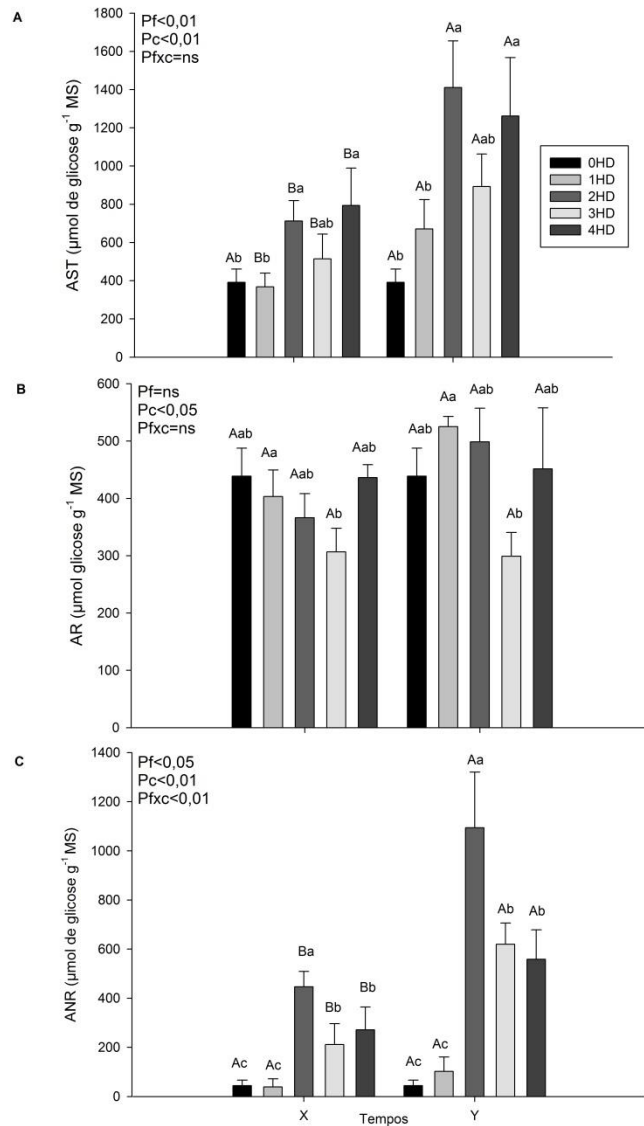 A
Pf<0,01
Pc<0,01
Pfxc=ns
AST (µmol de glicose g⁻¹ MS)
1800
1600
1400
1200
1000
800
600
400
200
0
Ab Bb Ba Bab Ba Ab Ab Aa Aab Aa
0HD
1HD
2HD
3HD
4HD
B
Pf=ns
Pc<0,05
Pfxc=ns
AR (µmol glicose g⁻¹ MS)
600
500
400
300
200
100
0
Aab Aa Aab Ab Aab Aab Aa Aab Ab Aab
C
Pf<0,05
Pc<0,01
Pfxc<0,01
ANR (µmol de glicose g⁻¹ MS)
1400
1200
1000
800
600
400
200
0
Ac Ac Ba Bb Bb Ac Ac Aa Ab Ab
X Tempos Y